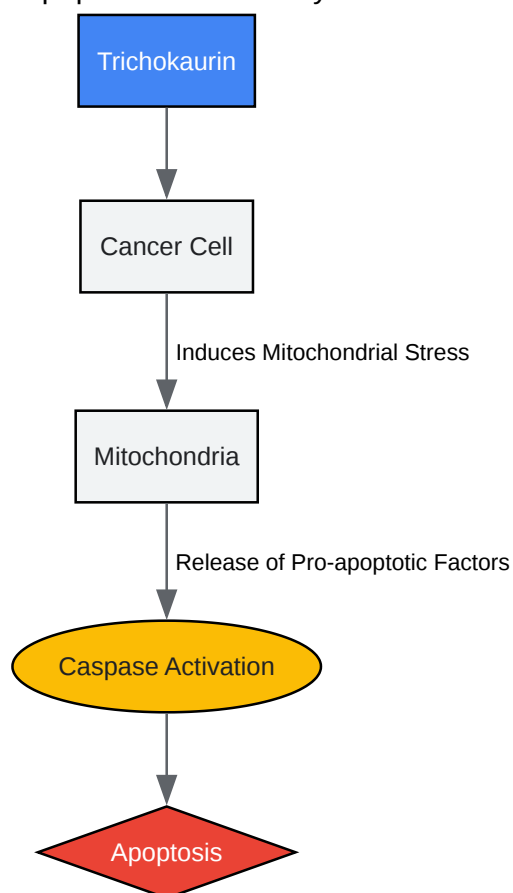 Trichokaurin
Cancer Cell
Induces Mitochondrial Stress
Mitochondria
Release of Pro-apoptotic Factors
Caspase Activation
Apoptosis